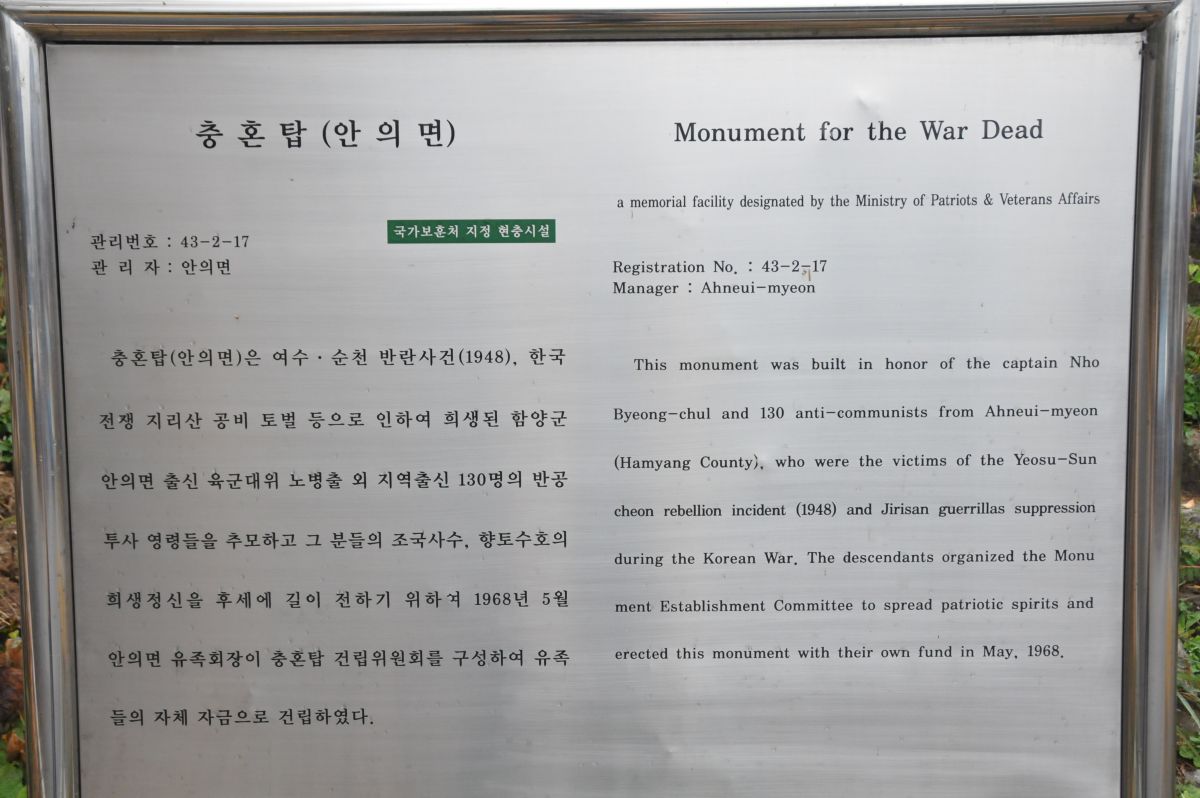 충 혼 탑 (안 의 면)
국가보훈처 지정 현충시설
관리번호 : 43-2-17
관 리 자 : 안의면
충혼탑(안의면)은 여수 · 순천 반란사건(1948), 한국
전쟁 지리산 공비 토벌 등으로 인하여 희생된 함양군
안의면 출신 육군대위 노병출 외 지역출신 130명의 반공
투사 영령들을 추모하고 그 분들의 조국사수, 향토수호의
희생정신을 후세에 길이 전하기 위하여 1968년 5월
안의면 유족회장이 충혼탑 건립위원회를 구성하여 유족
들의 자체 자금으로 건립하였다.
Monument for the War Dead
a memorial facility designated by the Ministry of Patriots & Veterans Affairs
Registration No. : 43-2-17
Manager : Ahneui-myeon
This monument was built in honor of the captain Nho
Byeong-chul and 130 anti-communists from Ahneui-myeon
(Hamyang County), who were the victims of the Yeosu-Sun
cheon rebellion incident (1948) and Jirisan guerrillas suppression
during the Korean War. The descendants organized the Monu
ment Establishment Committee to spread patriotic spirits and
erected this monument with their own fund in May, 1968.